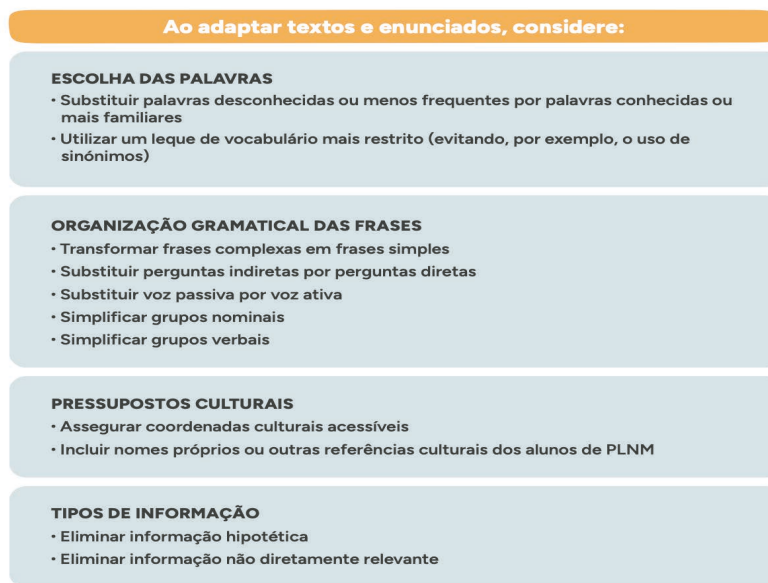 Ao adaptar textos e enunciados, considere:
ESCOLHA DAS PALAVRAS
• Substituir palavras desconhecidas ou menos frequentes por palavras conhecidas ou
mais familiares
• Utilizar um leque de vocabulário mais restrito (evitando, por exemplo, o uso de
sinónimos)
ORGANIZAÇÃO GRAMATICAL DAS FRASES
• Transformar frases complexas em frases simples
• Substituir perguntas indiretas por perguntas diretas
• Substituir voz passiva por voz ativa
• Simplificar grupos nominais
• Simplificar grupos verbais
PRESSUPOSTOS CULTURAIS
• Assegurar coordenadas culturais acessíveis
• Incluir nomes próprios ou outras referências culturais dos alunos de PLNM
TIPOS DE INFORMAÇÃO
• Eliminar informação hipotética
• Eliminar informação não diretamente relevante